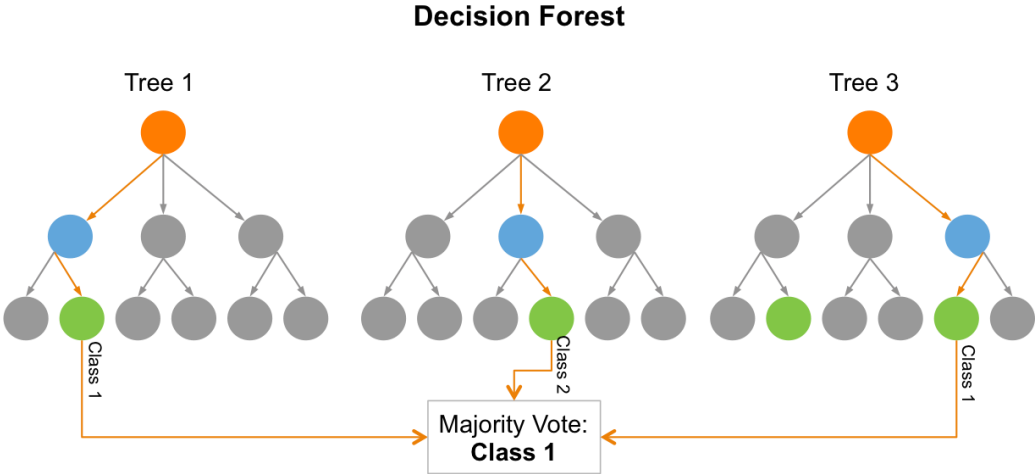 Decision Forest
Tree 1
Tree 2
Tree 3
Class 1
Class 2
Class 1
Majority Vote:
Class 1